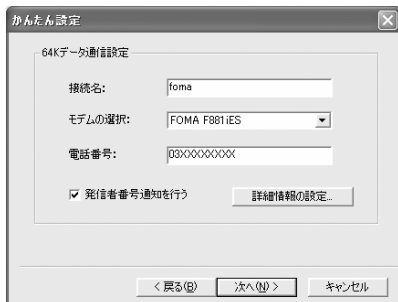 かんたん設定
64Kデータ通信設定
接続名:
foma
モデムの選択:
FOMA F881iES
電話番号:
03XXXXXXXX
発信者番号通知を行う
詳細情報の設定...
< 戻る(B)
次へ(N) >
キャンセル